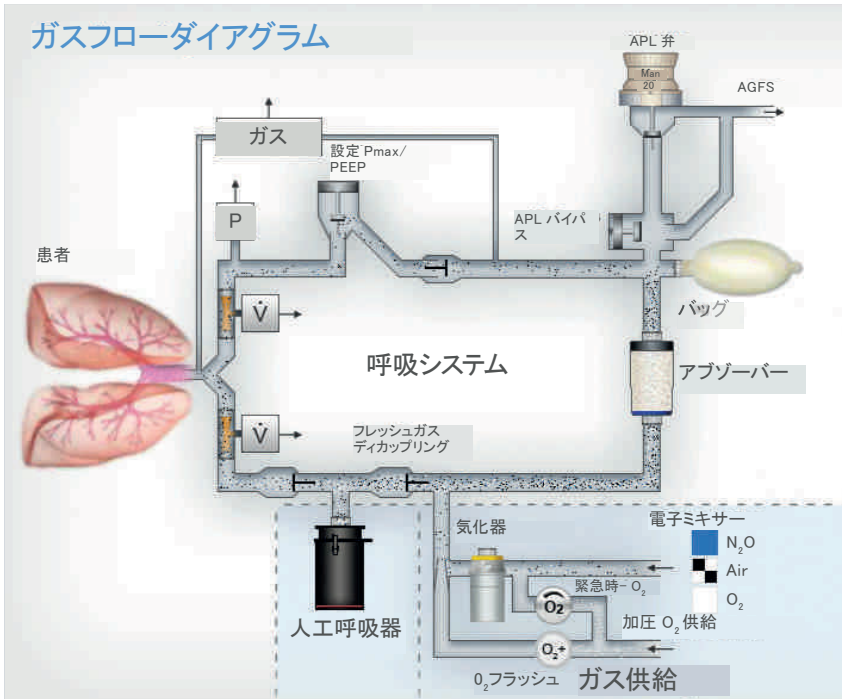 ガスフローダイアグラム
APL 弁
Man
20
AGFS
ガス
設定 Pmax/
PEEP
P
APL バイパ
ス
患者
V̇
バッグ
呼吸システム
アブゾーバー
V̇
フレッシュガス
ディカップリング
気化器
電子ミキサー
N₂O
Air
O₂
緊急時- O₂
O₂
加圧 O₂ 供給
人工呼吸器
O₂+
O₂フラッシュ
ガス供給